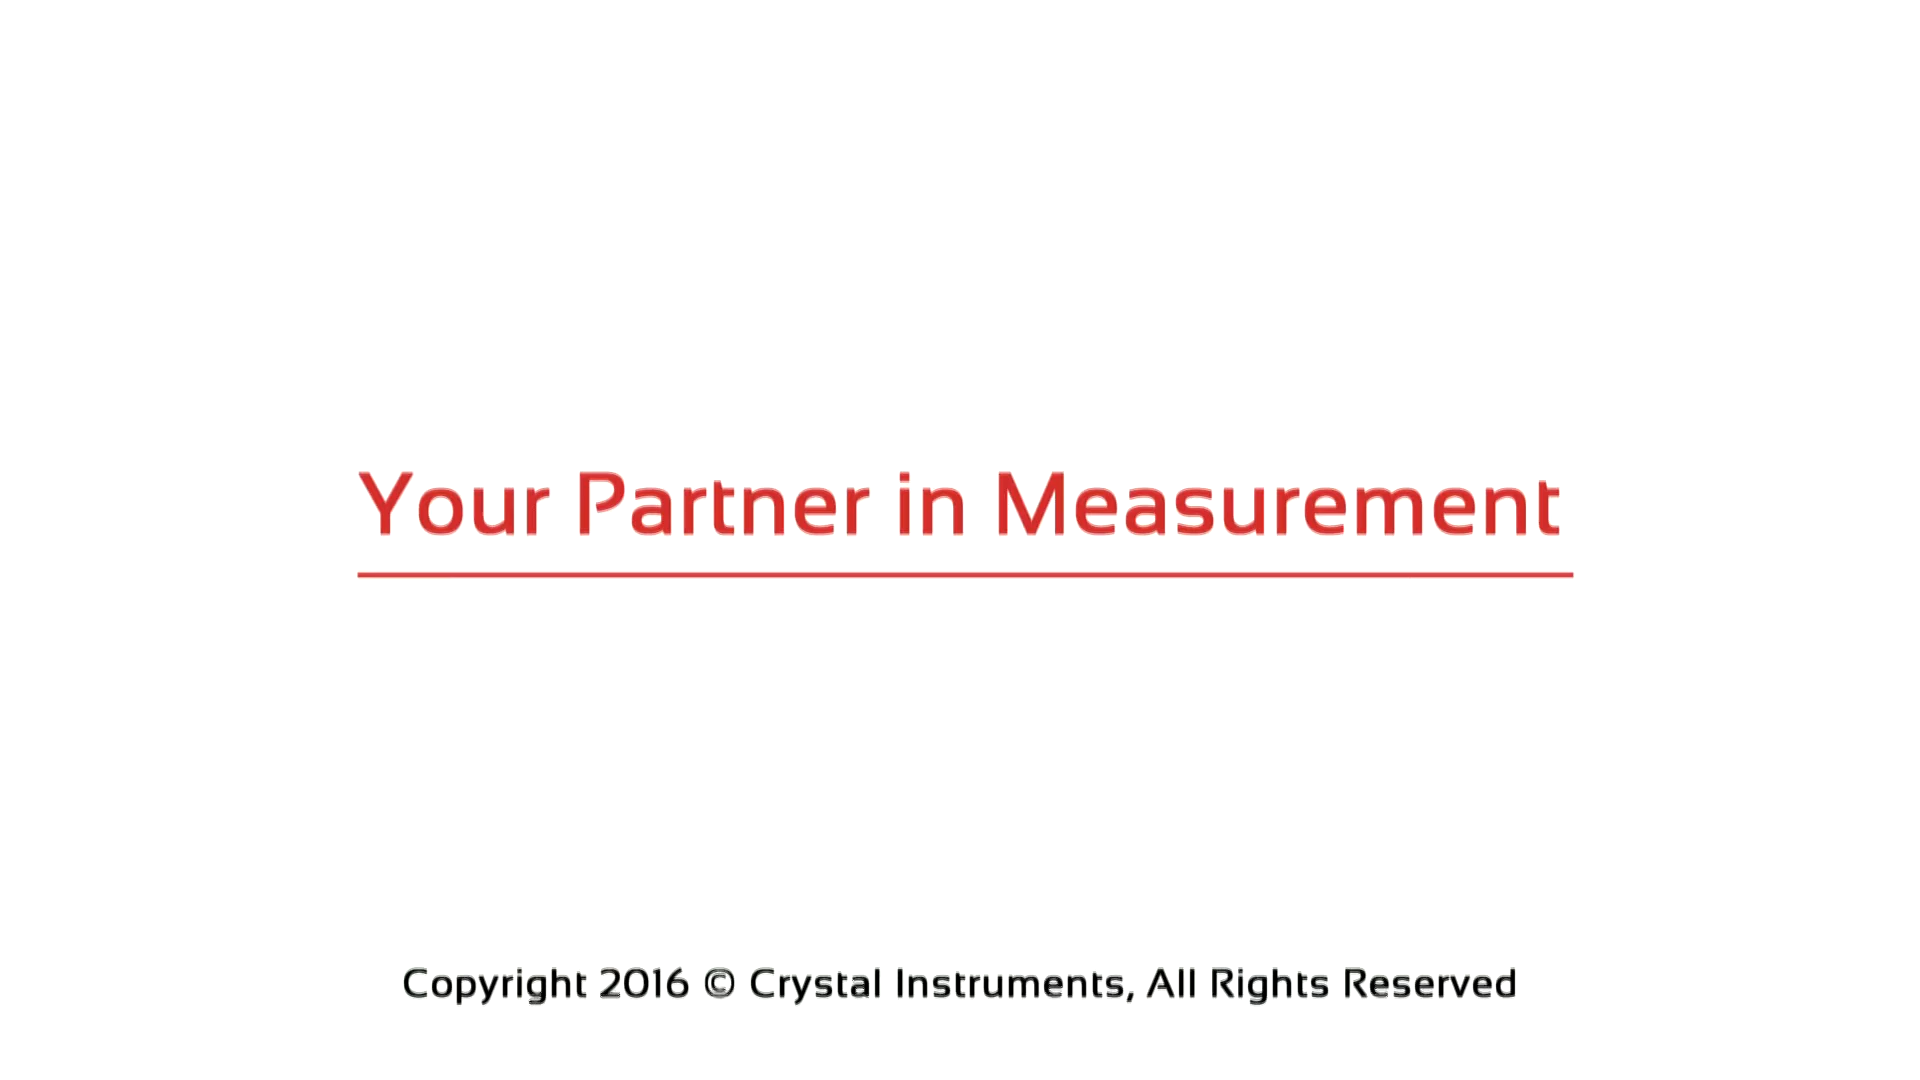 Your Partner in Measurement
Copyright 2016 © Crystal Instruments, All Rights Reserved